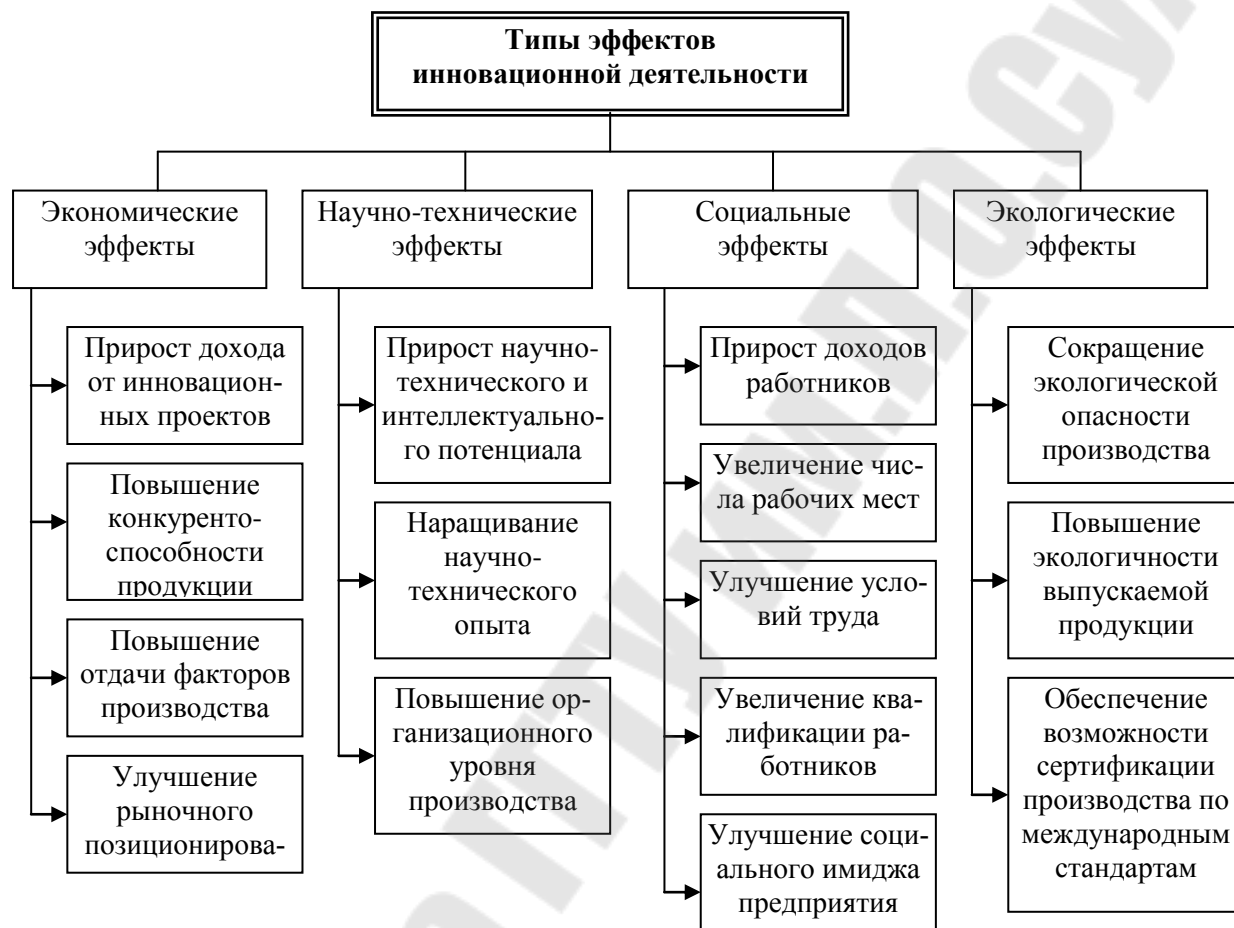 Типы эффектов
инновационной деятельности
Экономические
эффекты
Прирост дохода
от инновацион-
ных проектов
Повышение
конкуренто-
способности
продукции
Повышение
отдачи факторов
производства
Улучшение
рыночного
позиционирова-
Научно-технические
эффекты
Прирост научно-
технического и
интеллектуально-
го потенциала
Наращивание
научно-
технического
опыта
Повышение ор-
ганизационного
уровня
производства
Социальные
эффекты
Прирост доходов
работников
Увеличение чис-
ла рабочих мест
Улучшение усло-
вий труда
Увеличение ква-
лификации ра-
ботников
Улучшение соци-
ального имиджа
предприятия
Экологические
эффекты
Сокращение
экологической
опасности
производства
Повышение
экологичности
выпускаемой
продукции
Обеспечение
возможности
сертификации
производства по
международным
стандартам